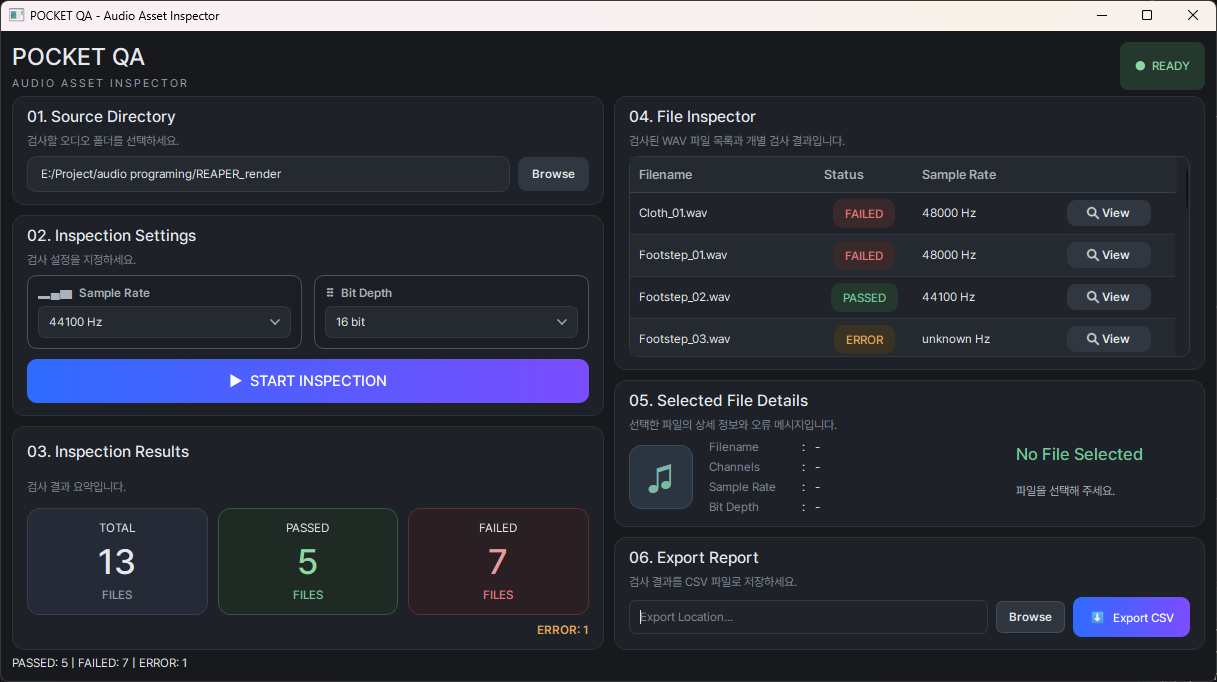 POCKET QA - Audio Asset Inspector
POCKET QA
AUDIO ASSET INSPECTOR
READY
01. Source Directory
검사할 오디오 폴더를 선택하세요.
E:/Project/audio programing/REAPER_render
Browse
02. Inspection Settings
검사 설정을 지정하세요.
Sample Rate
44100 Hz
Bit Depth
16 bit
START INSPECTION
03. Inspection Results
검사 결과 요약입니다.
TOTAL
13
FILES
PASSED
5
FILES
FAILED
7
FILES
ERROR: 1
04. File Inspector
검사된 WAV 파일 목록과 개별 검사 결과입니다.
Filename Status Sample Rate
Cloth_01.wav FAILED 48000 Hz View
Footstep_01.wav FAILED 48000 Hz View
Footstep_02.wav PASSED 44100 Hz View
Footstep_03.wav ERROR unknown Hz View
05. Selected File Details
선택한 파일의 상세 정보와 오류 메시지입니다.
Filename : -
Channels : -
Sample Rate : -
Bit Depth : -
No File Selected
파일을 선택해 주세요.
06. Export Report
검사 결과를 CSV 파일로 저장하세요.
Export Location...
Browse
Export CSV
PASSED: 5 | FAILED: 7 | ERROR: 1